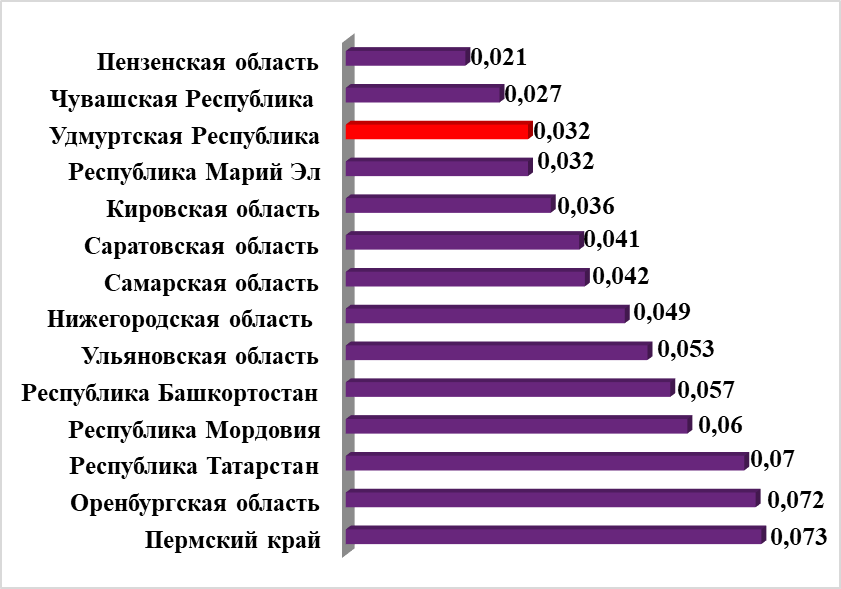 Пензенская область 0,021
Чувашская Республика 0,027
Удмуртская Республика 0,032
Республика Марий Эл 0,032
Кировская область 0,036
Саратовская область 0,041
Самарская область 0,042
Нижегородская область 0,049
Ульяновская область 0,053
Республика Башкортостан 0,057
Республика Мордовия 0,06
Республика Татарстан 0,07
Оренбургская область 0,072
Пермский край 0,073